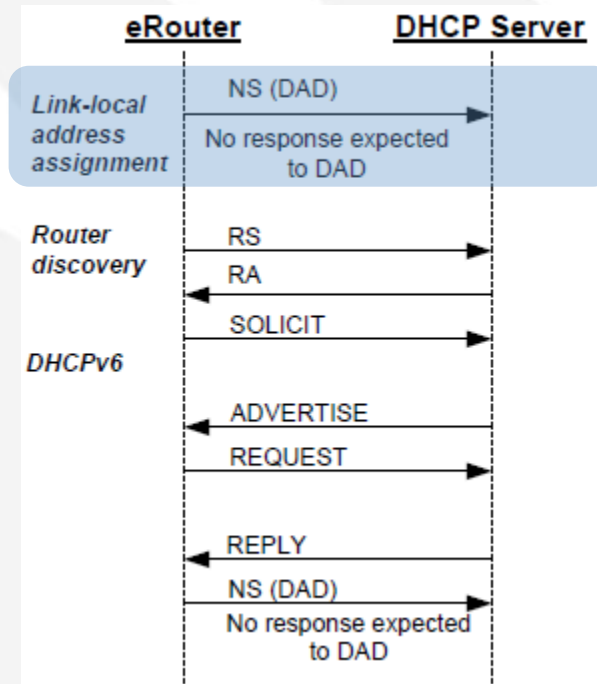 eRouter DHCP Server
Link-local
address
assignment
NS (DAD)
No response expected
to DAD
Router
discovery
RS
RA
SOLICIT
DHCPv6
ADVERTISE
REQUEST
REPLY
NS (DAD)
No response expected
to DAD